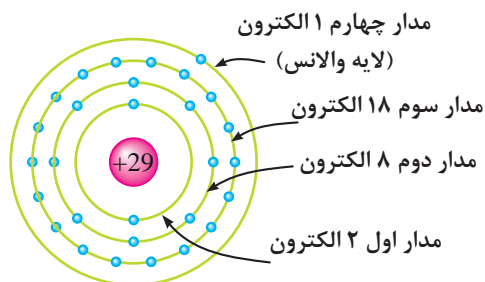 مدار چهارم ۱ الکترون
(لایه والانس)
مدار سوم ۱۸ الکترون
مدار دوم ۸ الکترون
+29
مدار اول ۲ الکترون